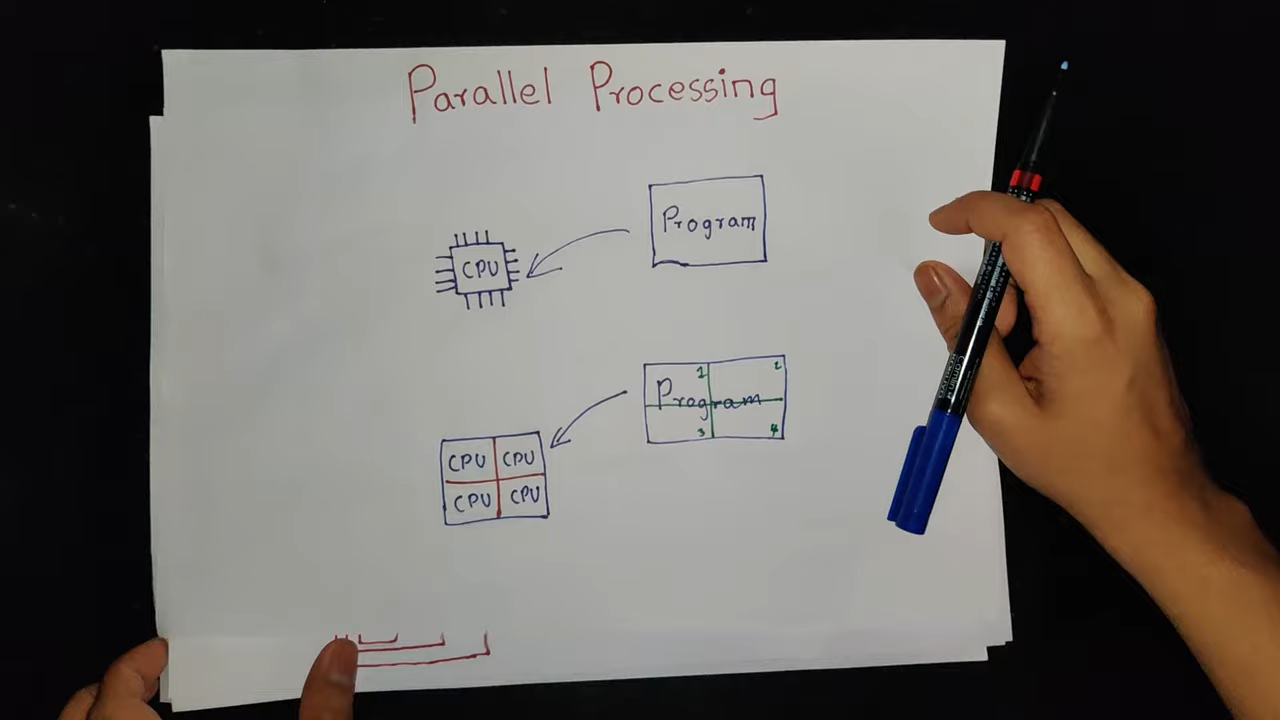 Parallel Processing
Program
CPU
1 2
Program
3 4
CPU CPU
CPU CPU